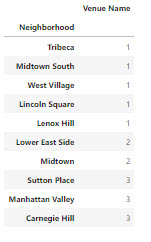 Venue Name
Neighborhood
Tribeca 1
Midtown South 1
West Village 1
Lincoln Square 1
Lenox Hill 1
Lower East Side 2
Midtown 2
Sutton Place 3
Manhattan Valley 3
Carnegie Hill 3